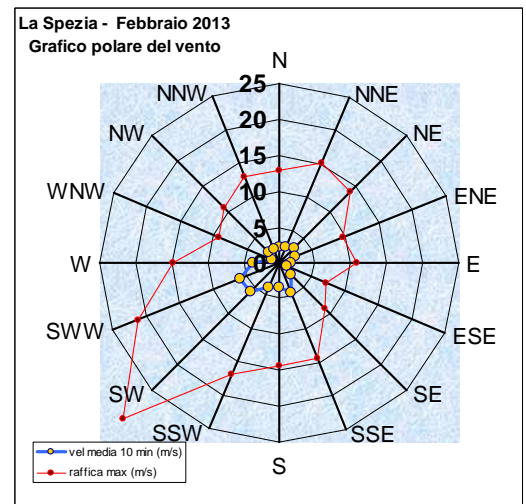 La Spezia - Febbraio 2013
Grafico polare del vento
N
NNW
25
NNE
NW
20
NE
15
WNW
10
ENE
5
W
0
E
SWW
ESE
SW
SE
SSW
SSE
S
vel media 10 min (m/s)
raffica max (m/s)